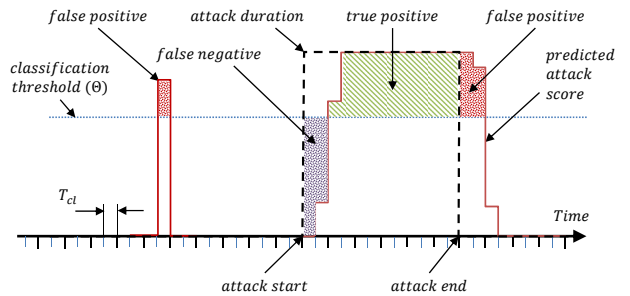 false positive
attack duration
true positive
false positive
false negative
classification
threshold (Θ)
predicted
attack
score
T_cl
Time
attack start
attack end